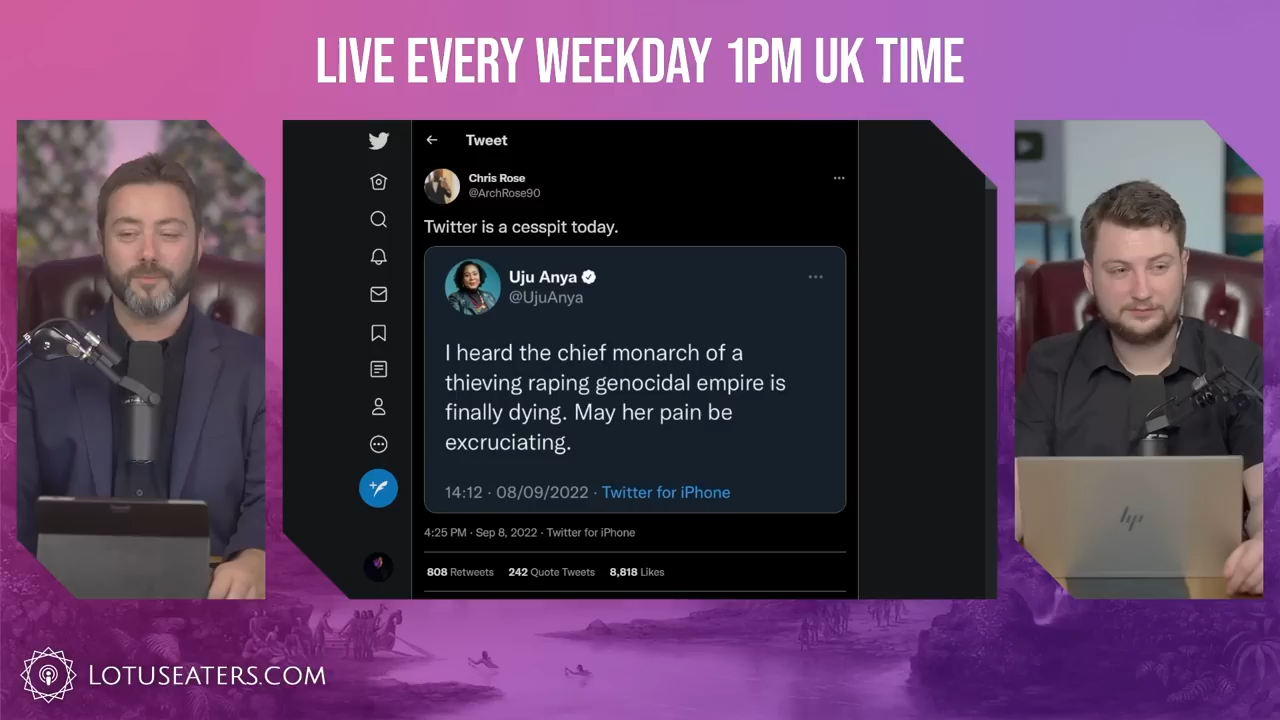 LIVE EVERY WEEKDAY 1PM UK TIME
Tweet
Chris Rose
@ArchRose90
Twitter is a cesspit today.
Uju Anya
@UjuAnya
I heard the chief monarch of a
thieving raping genocidal empire is
finally dying. May her pain be
excruciating.
14:12 · 08/09/2022 · Twitter for iPhone
4:25 PM · Sep 8, 2022 · Twitter for iPhone
808 Retweets 242 Quote Tweets 8,818 Likes
hp
LOTUSEATERS.COM